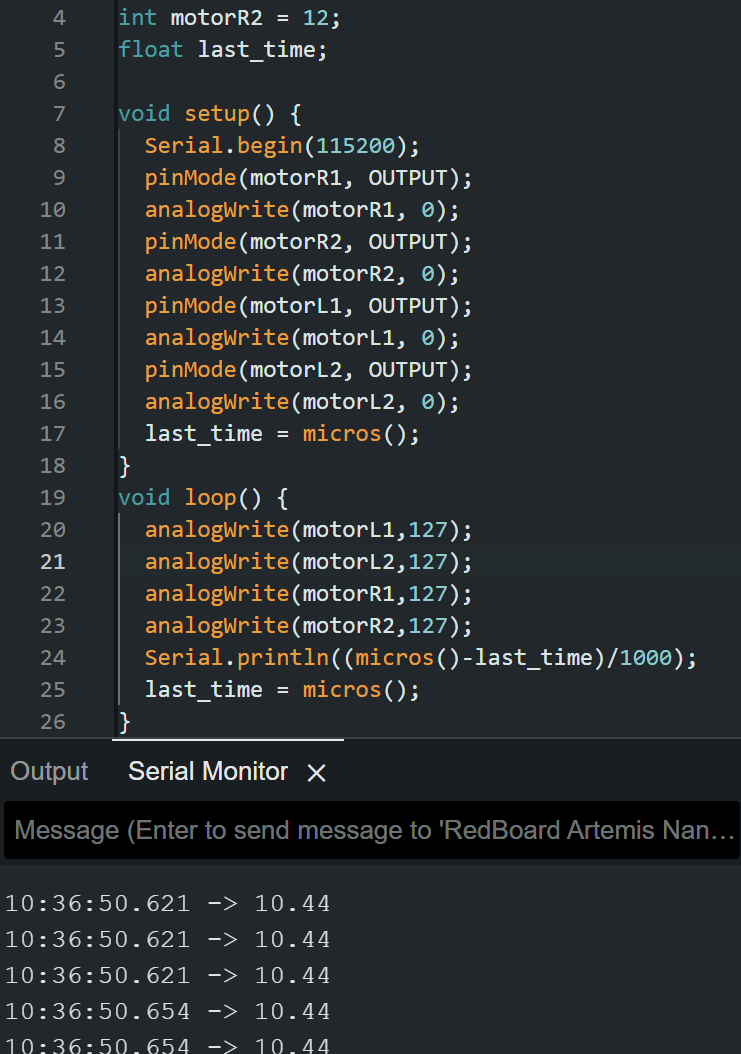 4 int motorR2 = 12;
5 float last_time;
6
7 void setup() {
8 Serial.begin(115200);
9 pinMode(motorR1, OUTPUT);
10 analogWrite(motorR1, 0);
11 pinMode(motorR2, OUTPUT);
12 analogWrite(motorR2, 0);
13 pinMode(motorL1, OUTPUT);
14 analogWrite(motorL1, 0);
15 pinMode(motorL2, OUTPUT);
16 analogWrite(motorL2, 0);
17 last_time = micros();
18 }
19 void loop() {
20 analogWrite(motorL1,127);
21 analogWrite(motorL2,127);
22 analogWrite(motorR1,127);
23 analogWrite(motorR2,127);
24 Serial.println((micros()-last_time)/1000);
25 last_time = micros();
26 }
Output Serial Monitor ×
Message (Enter to send message to 'RedBoard Artemis Nan...
10:36:50.621 -> 10.44
10:36:50.621 -> 10.44
10:36:50.621 -> 10.44
10:36:50.654 -> 10.44
10:36:50.654 -> 10.44